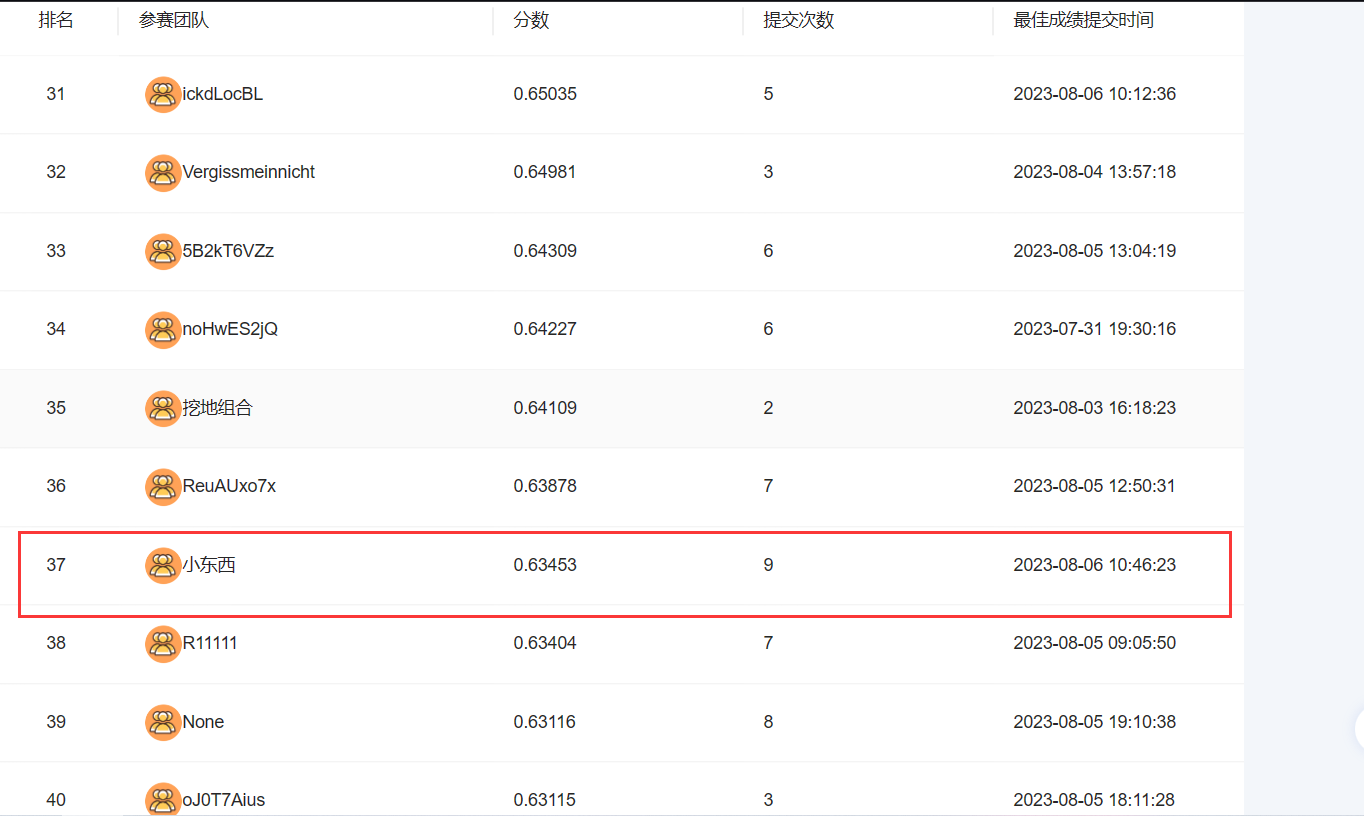 排名 参赛团队 分数 提交次数 最佳成绩提交时间
31 ickdLocBL 0.65035 5 2023-08-06 10:12:36
32 Vergissmeinnicht 0.64981 3 2023-08-04 13:57:18
33 5B2kT6VZz 0.64309 6 2023-08-05 13:04:19
34 noHwES2jQ 0.64227 6 2023-07-31 19:30:16
35 挖地组合 0.64109 2 2023-08-03 16:18:23
36 ReuAUxo7x 0.63878 7 2023-08-05 12:50:31
37 小东西 0.63453 9 2023-08-06 10:46:23
38 R11111 0.63404 7 2023-08-05 09:05:50
39 None 0.63116 8 2023-08-05 19:10:38
40 oJ0T7Aius 0.63115 3 2023-08-05 18:11:28